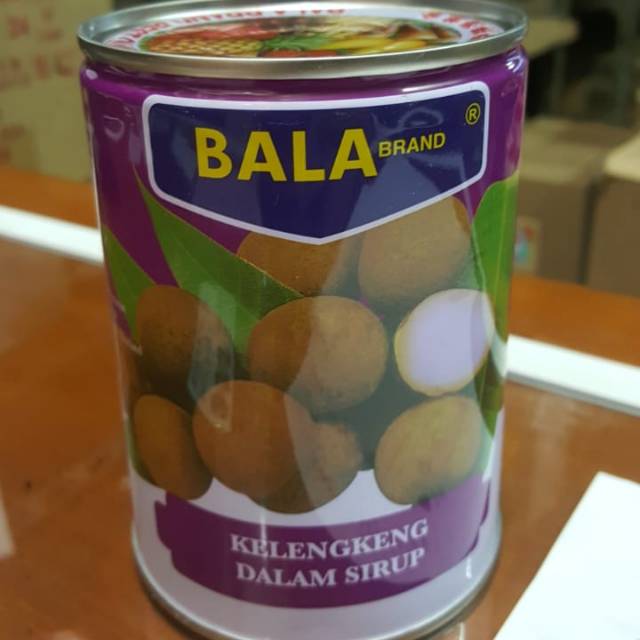 BALA BRAND ®
KELENGKENG
DALAM SIRUP